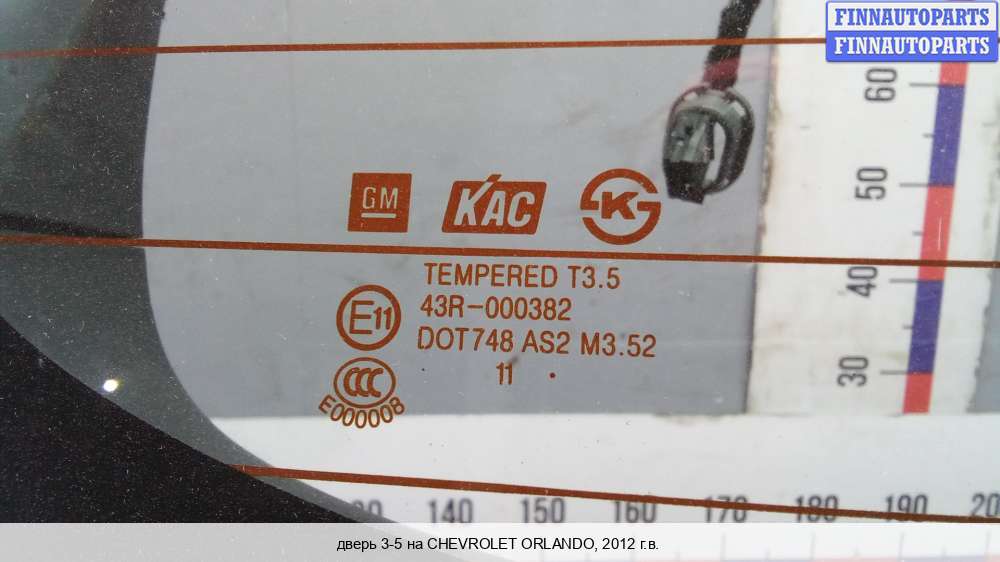 FINNAUTOPARTS
FINNAUTOPARTS
60
50
40
30
GM
KAC
K
TEMPERED T3.5
E11
43R-000382
DOT748 AS2 M3.52
11 .
CCC
E000008
140 150 160 170 180 190
дверь 3-5 на CHEVROLET ORLANDO, 2012 г.в.